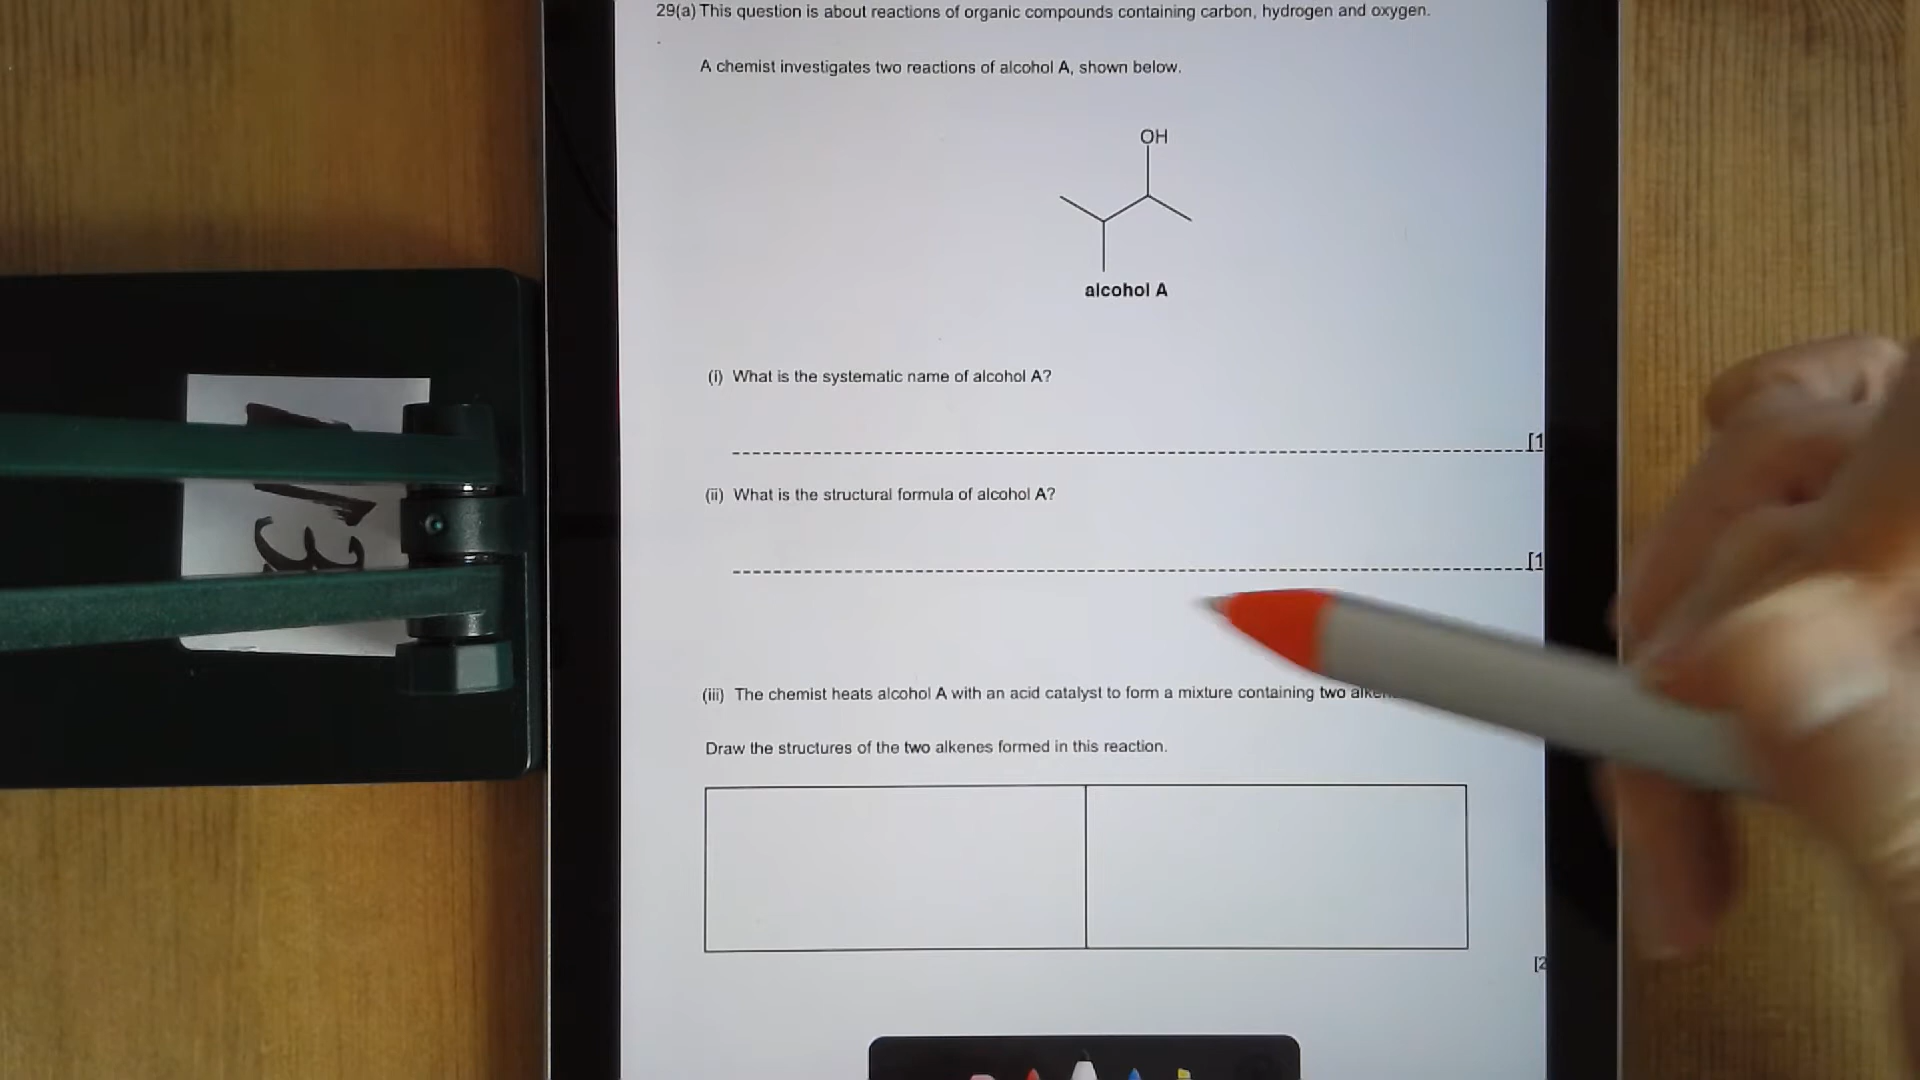 29(a) This question is about reactions of organic compounds containing carbon, hydrogen and oxygen.
A chemist investigates two reactions of alcohol A, shown below.
OH
alcohol A
(i) What is the systematic name of alcohol A?
[1
(ii) What is the structural formula of alcohol A?
[1
(iii) The chemist heats alcohol A with an acid catalyst to form a mixture containing two
Draw the structures of the two alkenes formed in this reaction.
[2